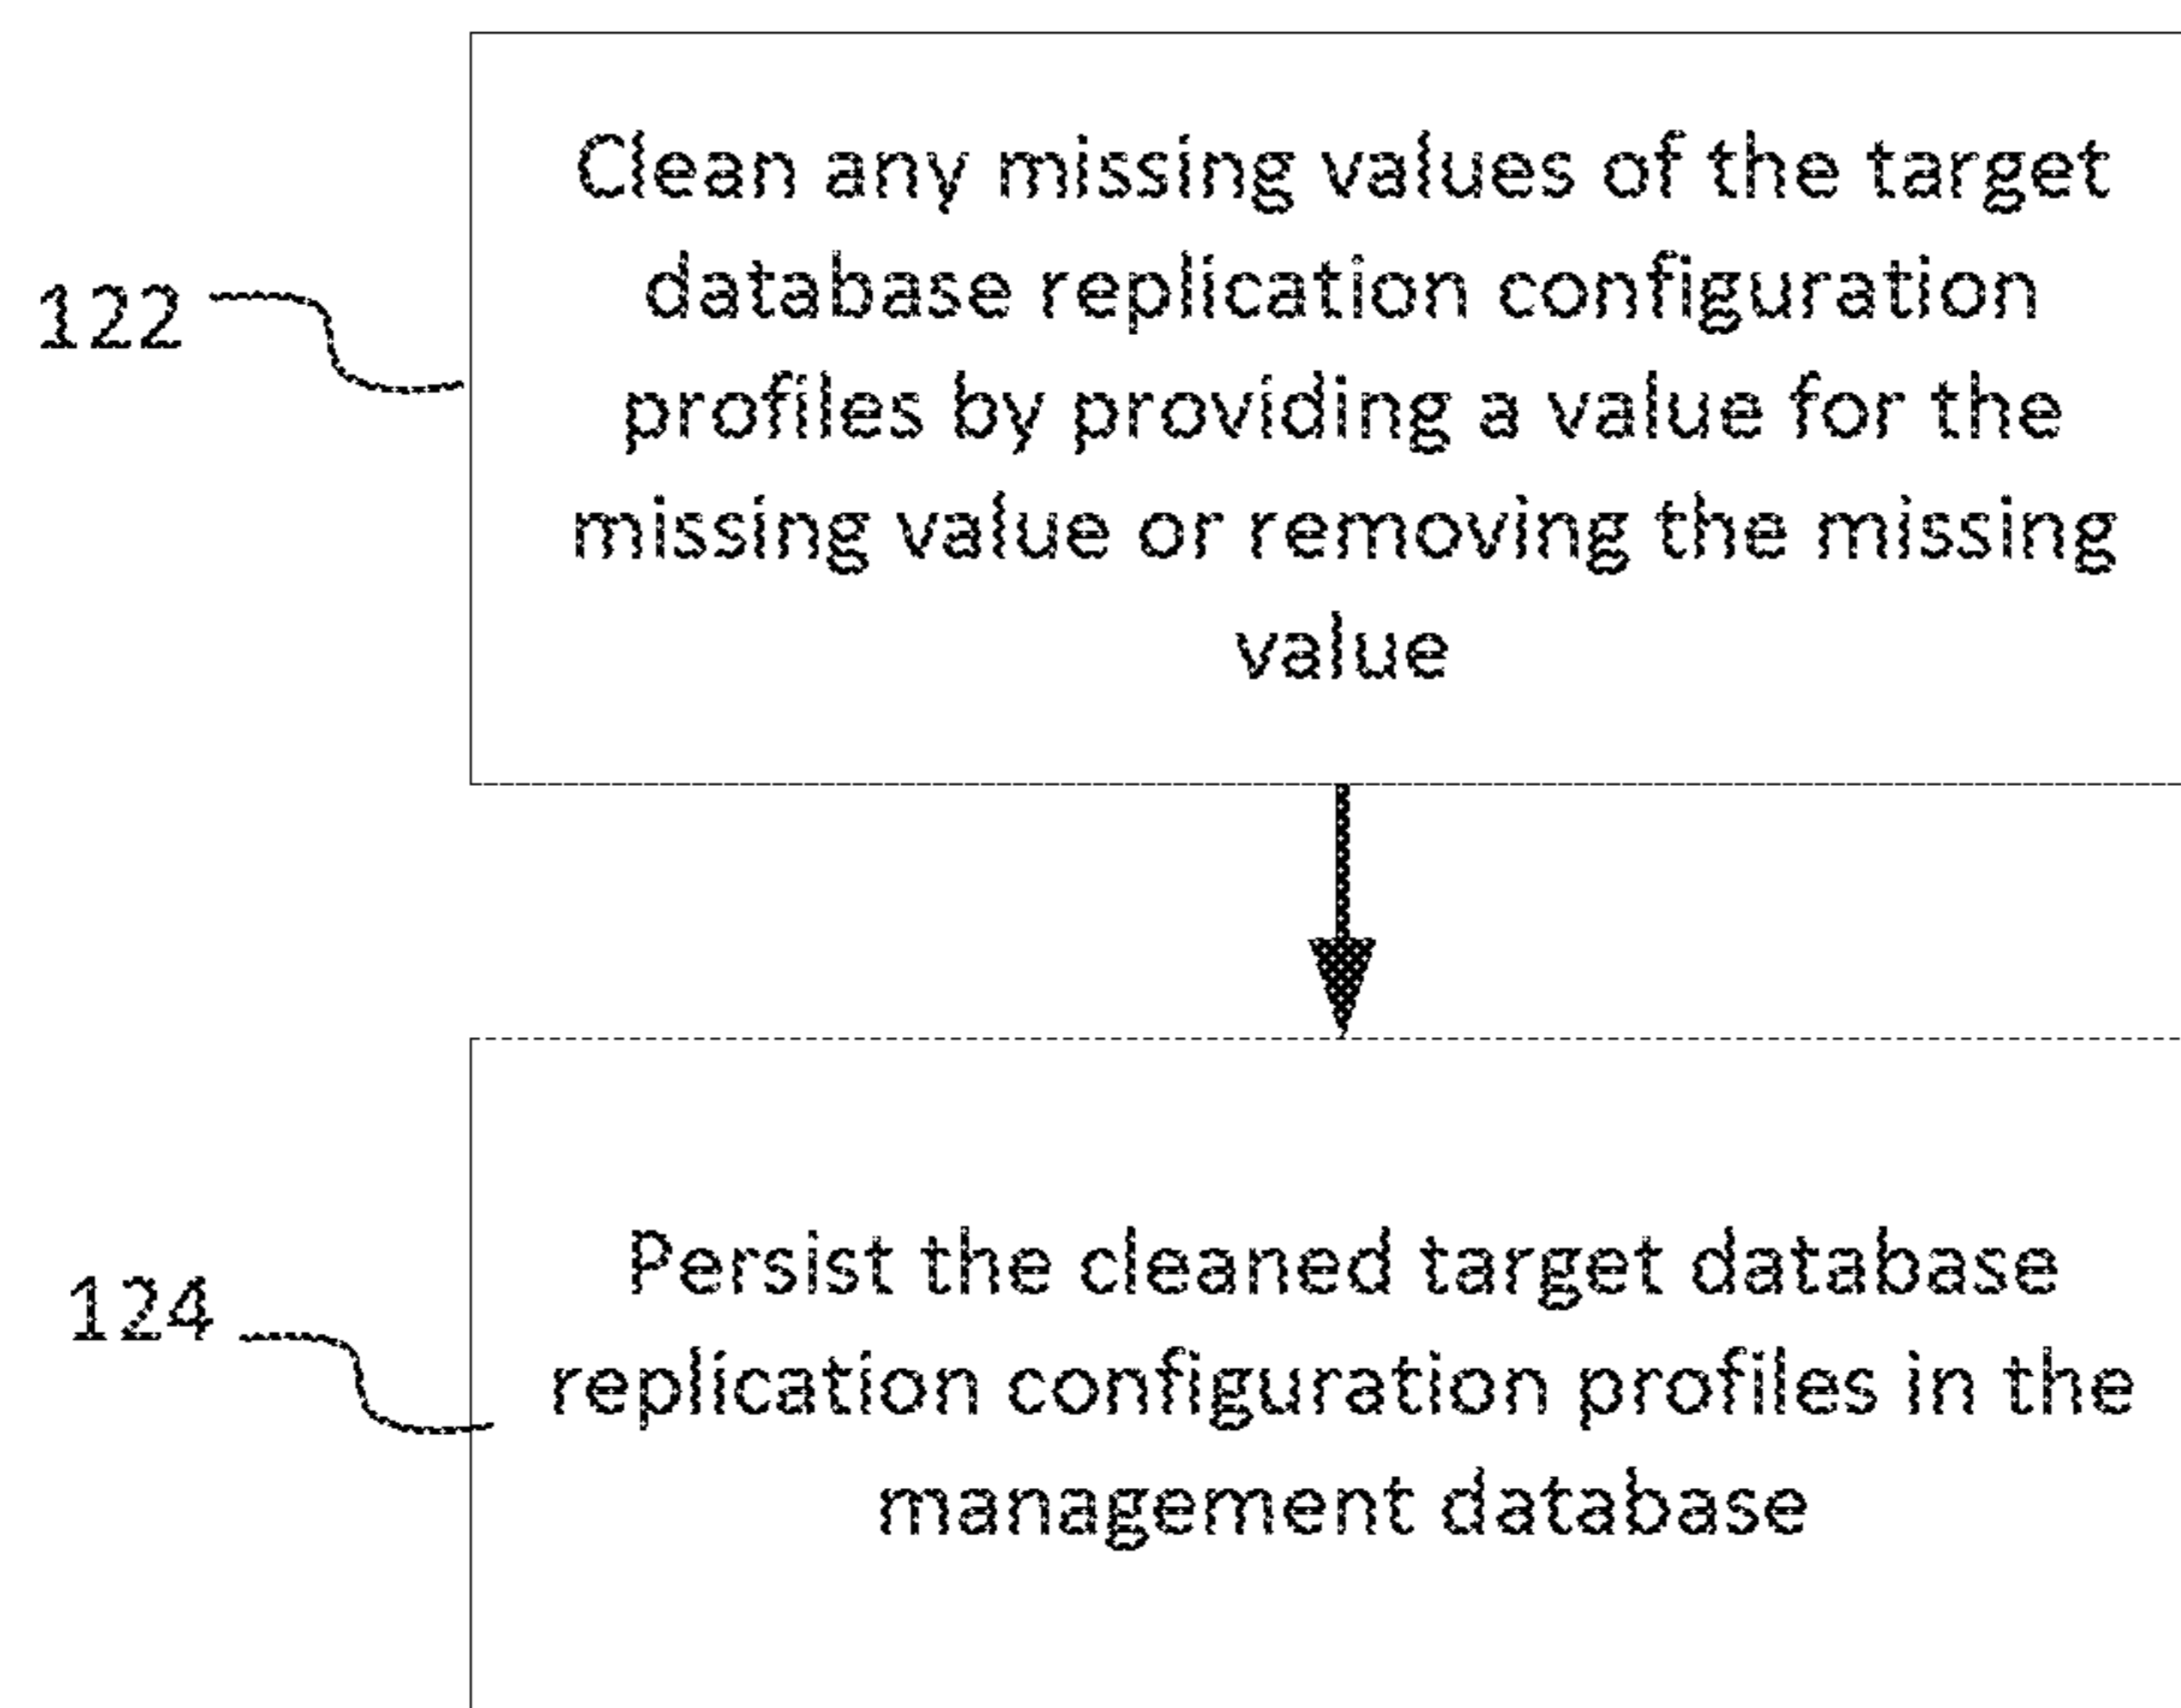 Clean any missing values of the target
database replication configuration
122
profiles by providing a value for the
missing value or removing the missing
value
Persist the cleaned target database
124
replication configuration profiles in the
management database